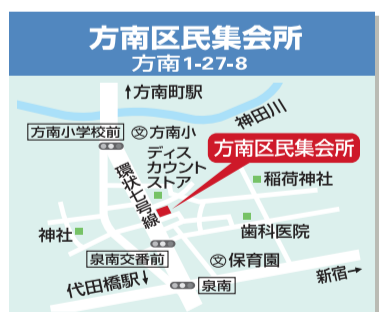 方南区民集会所
方南1-27-8
↑方南町駅
神田川
方南小学校前
文方南小
方南区民集会所
ディス
カウント
ストア
環状七号線
稲荷神社
神社
歯科医院
泉南交番前
文保育園
代田橋駅↓
泉南
新宿→